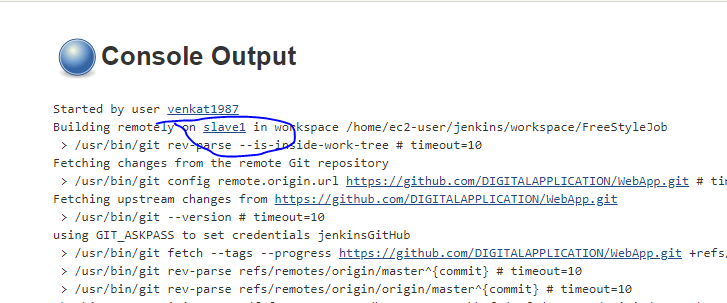 Console Output
Started by user venkat1987
Building remotely on slave1 in workspace /home/ec2-user/jenkins/workspace/FreeStyleJob
> /usr/bin/git rev-parse --is-inside-work-tree # timeout=10
Fetching changes from the remote Git repository
> /usr/bin/git config remote.origin.url https://github.com/DIGITALAPPLICATION/WebApp.git # tim
Fetching upstream changes from https://github.com/DIGITALAPPLICATION/WebApp.git
> /usr/bin/git --version # timeout=10
using GIT_ASKPASS to set credentials jenkinsGitHub
> /usr/bin/git fetch --tags --progress https://github.com/DIGITALAPPLICATION/WebApp.git +refs/
> /usr/bin/git rev-parse refs/remotes/origin/master^{commit} # timeout=10
> /usr/bin/git rev-parse refs/remotes/origin/origin/master^{commit} # timeout=10